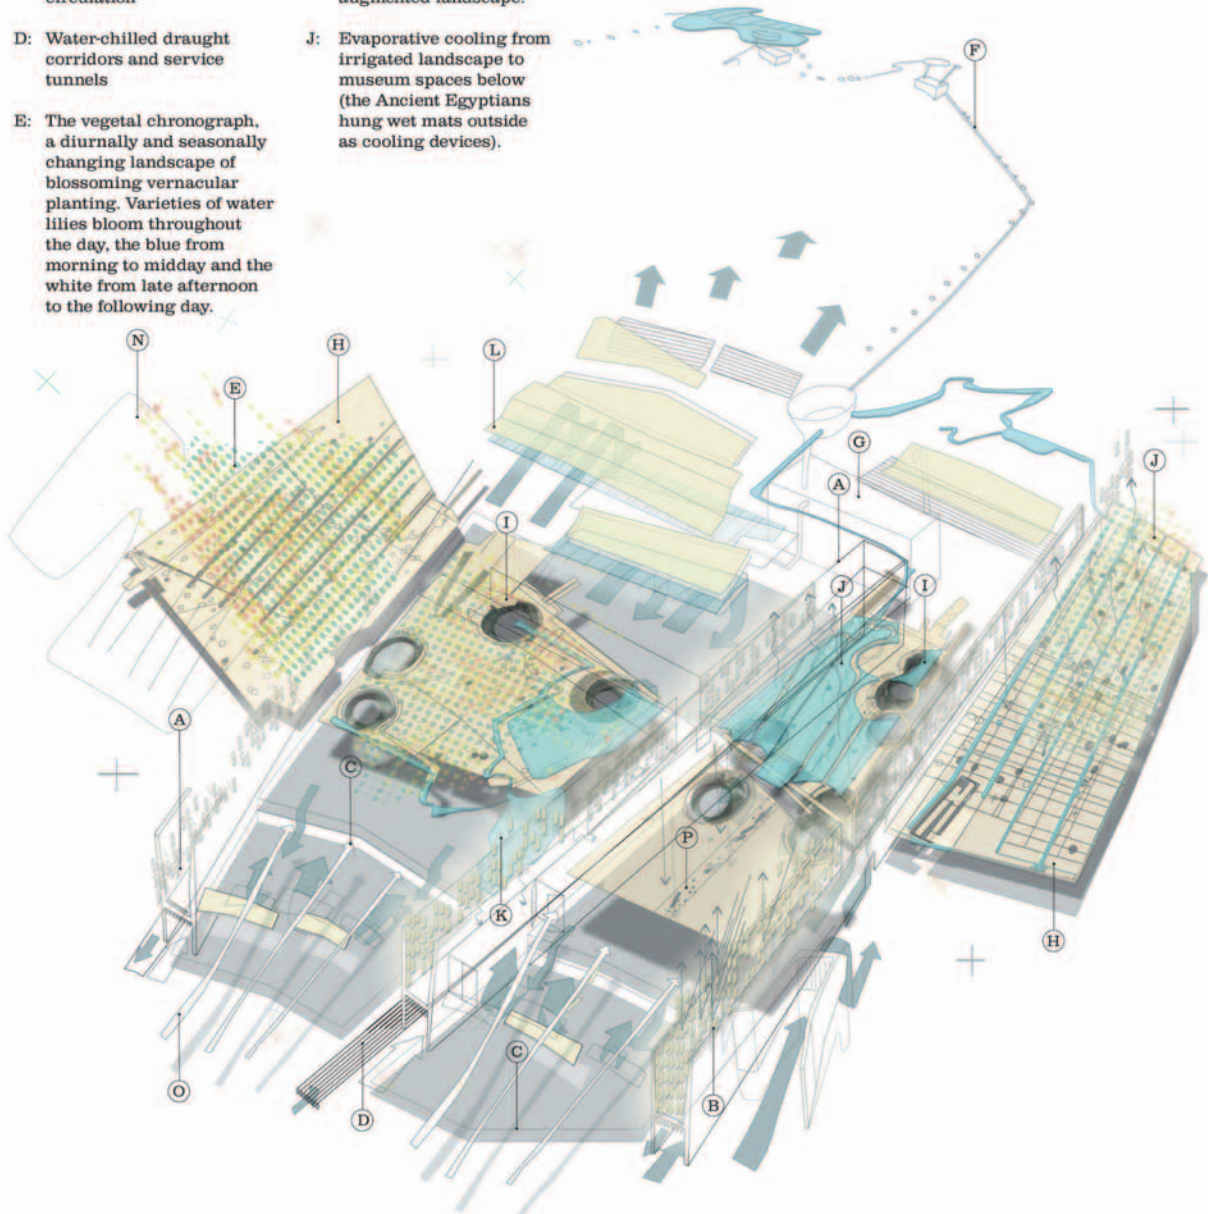 circulation
D: Water-chilled draught
corridors and service
tunnels
E: The vegetal chronograph,
a diurnally and seasonally
changing landscape of
blossoming vernacular
planting. Varieties of water
lilies bloom throughout
the day, the blue from
morning to midday and the
white from late afternoon
to the following day.
augmented landscape.
J: Evaporative cooling from
irrigated landscape to
museum spaces below
(the Ancient Egyptians
hung wet mats outside
as cooling devices).
F
N
H
L
E
G
J
A
I
J
I
A
C
P
K
H
C
B
O
D